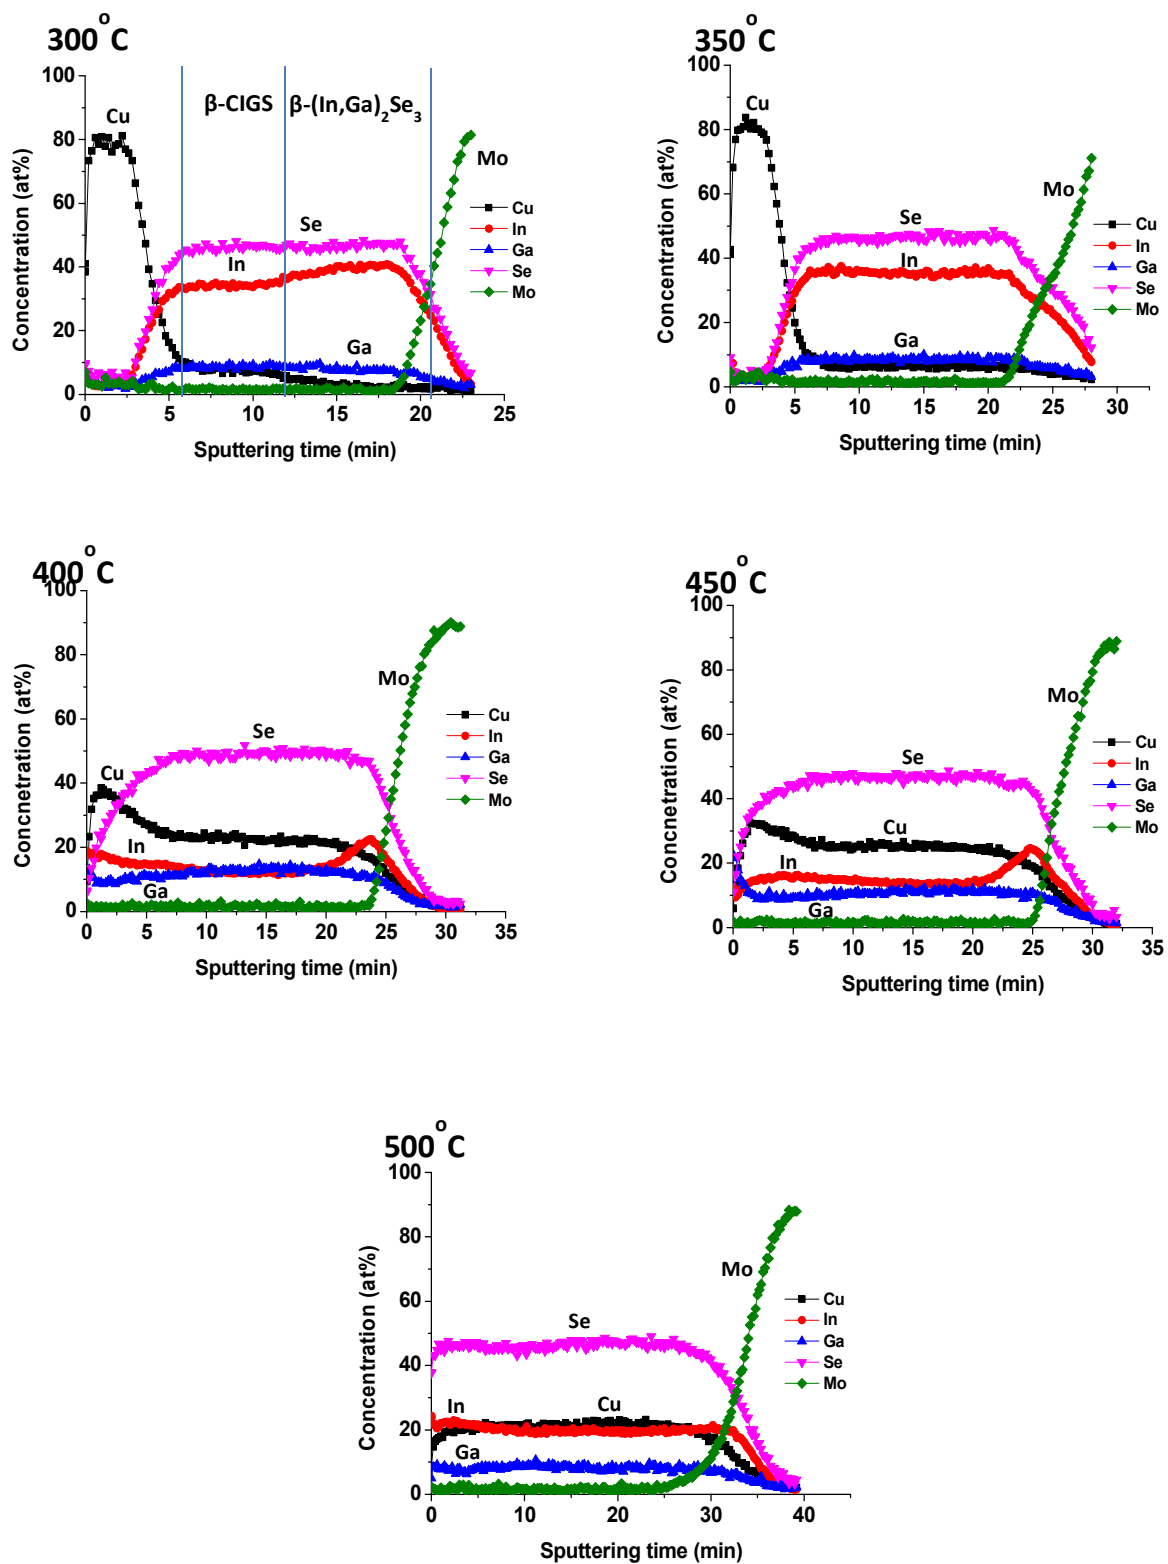 300°C
β-CIGS
β-(In,Ga)₂Se₃
Cu
Se
In
Ga
Mo
Concentration (at%)
100
80
60
40
20
0
0 5 10 15 20 25
Sputtering time (min)
Cu
In
Ga
Se
Mo
350°C
Cu
Se
In
Ga
Mo
Concentration (at%)
100
80
60
40
20
0
0 5 10 15 20 25 30
Sputtering time (min)
Cu
In
Ga
Se
Mo
400°C
Cu
Se
In
Ga
Mo
Concnetration (at%)
100
80
60
40
20
0
0 5 10 15 20 25 30 35
Sputtering time (min)
Cu
In
Ga
Se
Mo
450°C
Se
Cu
In
Ga
Mo
Concnetration (at%)
100
80
60
40
20
0
0 5 10 15 20 25 30 35
Sputtering time (min)
Cu
In
Ga
Se
Mo
500°C
Se
In
Cu
Ga
Mo
Concentration (at%)
100
80
60
40
20
0
0 10 20 30 40
Sputtering time (min)
Cu
In
Ga
Se
Mo